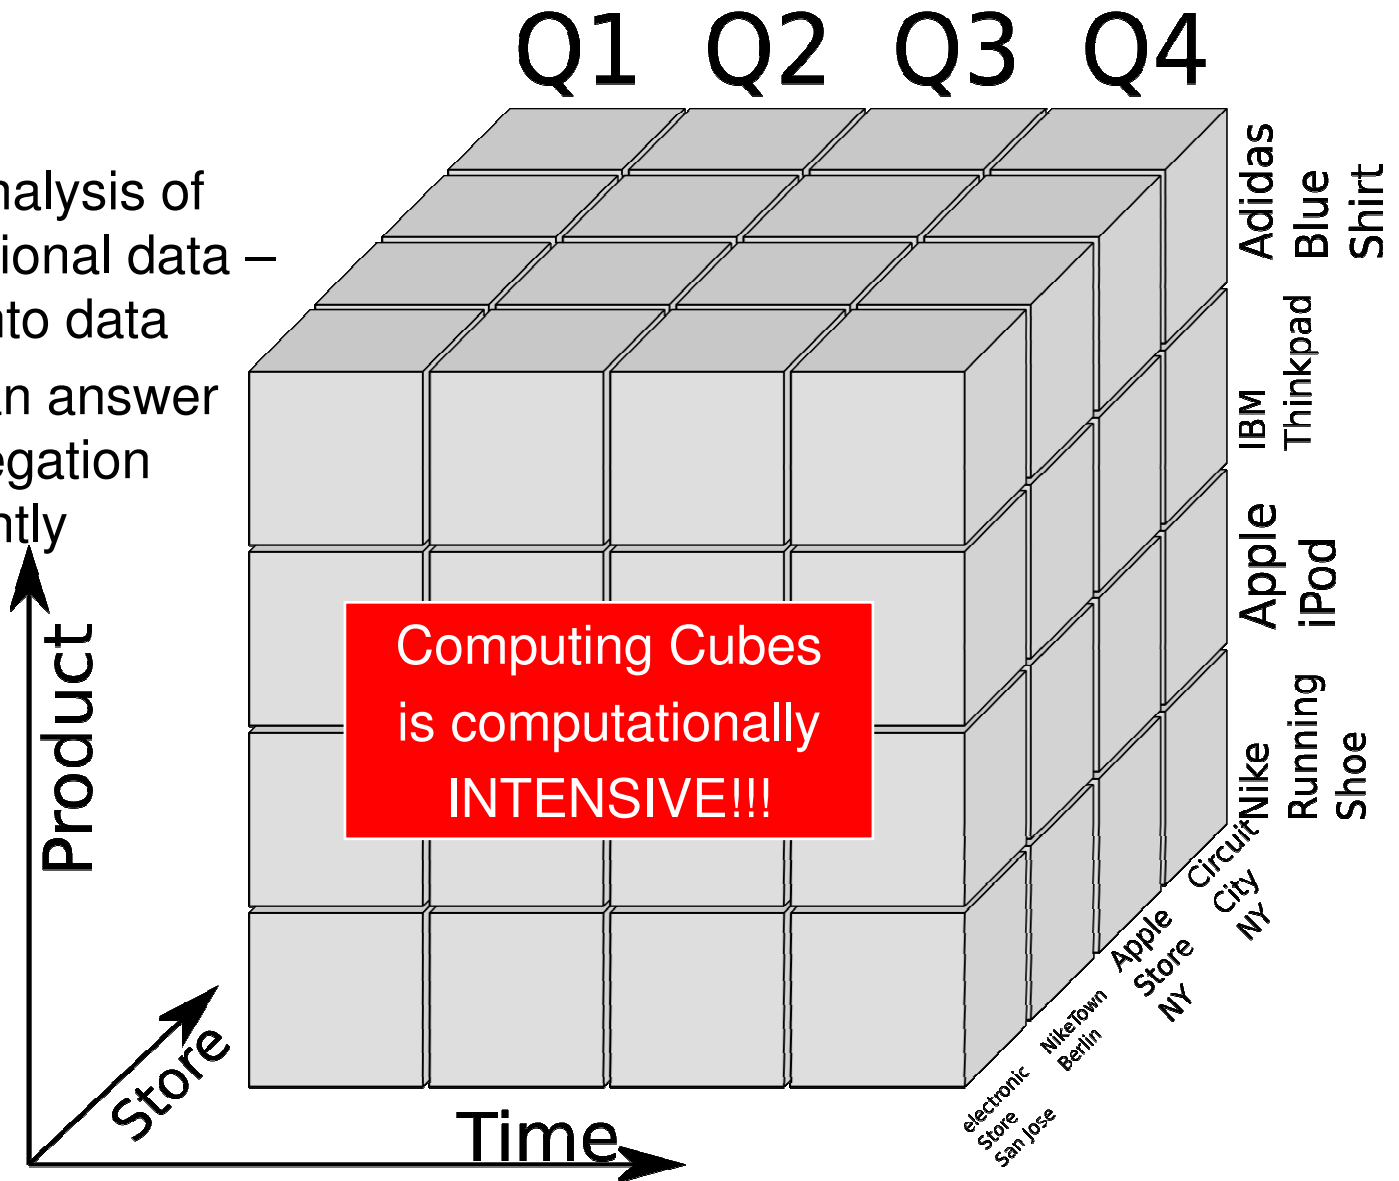 Q1 Q2 Q3 Q4
nalysis of
ional data –
nto data
an answer
egation
ntly
Adidas
Blue
Shirt
IBM
Thinkpad
Apple
iPod
Nike
Running
Shoe
Computing Cubes
is computationally
INTENSIVE!!!
Product
Store
Time
Circuit
City
NY
Apple
Store
NY
NikeTown
Berlin
electronic
Store
San Jose